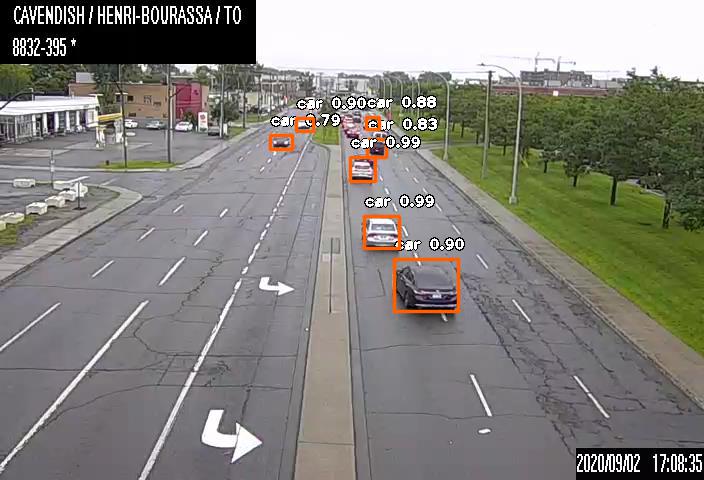 CAVENDISH / HENRI-BOURASSA / TO
8832-395 *
car 0.90
car 0.88
car 0.79
car 0.83
car 0.99
car 0.99
car 0.90
2020/09/02 17:08:35